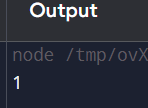 Output
node /tmp/ovX
1